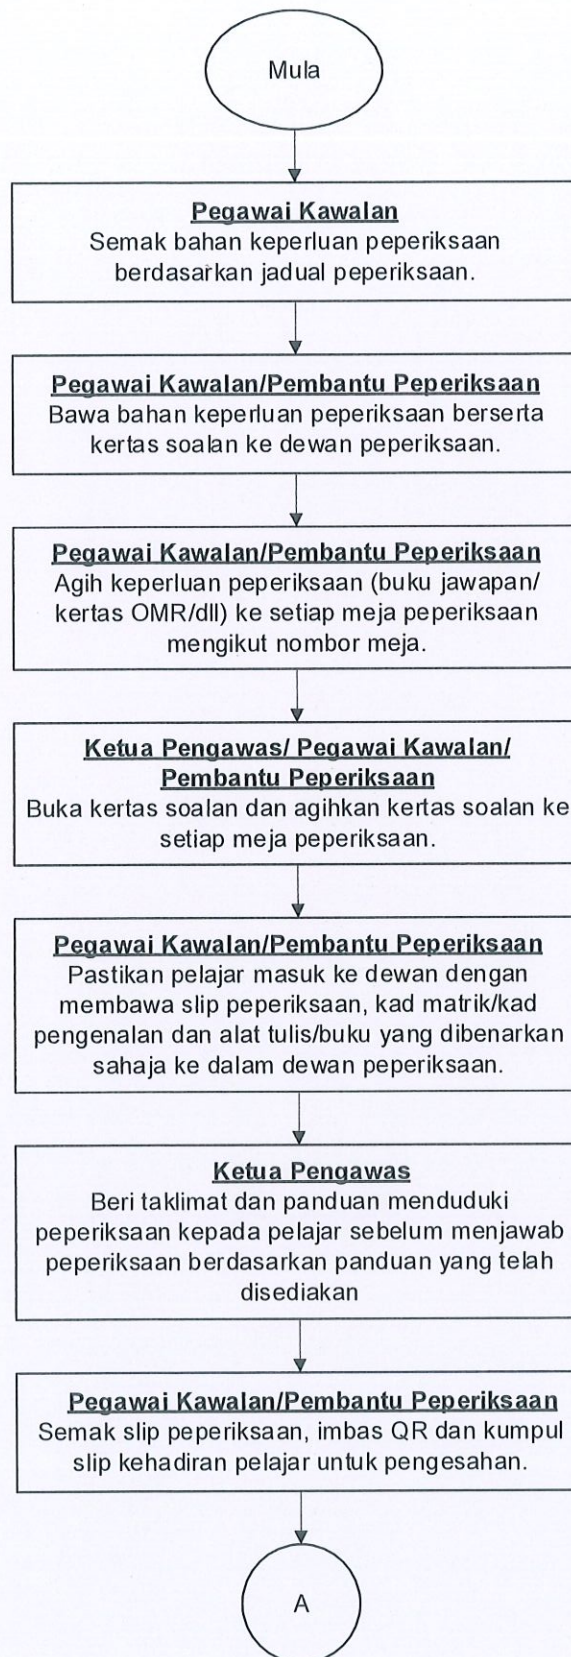 Mula
Pegawai Kawalan
Semak bahan keperluan peperiksaan
berdasarkan jadual peperiksaan.
Pegawai Kawalan/Pembantu Peperiksaan
Bawa bahan keperluan peperiksaan berserta
kertas soalan ke dewan peperiksaan.
Pegawai Kawalan/Pembantu Peperiksaan
Agih keperluan peperiksaan (buku jawapan/
kertas OMR/dll) ke setiap meja peperiksaan
mengikut nombor meja.
Ketua Pengawas/ Pegawai Kawalan/
Pembantu Peperiksaan
Buka kertas soalan dan agihkan kertas soalan ke
setiap meja peperiksaan.
Pegawai Kawalan/Pembantu Peperiksaan
Pastikan pelajar masuk ke dewan dengan
membawa slip peperiksaan, kad matrik/kad
pengenalan dan alat tulis/buku yang dibenarkan
sahaja ke dalam dewan peperiksaan.
Ketua Pengawas
Beri taklimat dan panduan menduduki
peperiksaan kepada pelajar sebelum menjawab
peperiksaan berdasarkan panduan yang telah
disediakan
Pegawai Kawalan/Pembantu Peperiksaan
Semak slip peperiksaan, imbas QR dan kumpul
slip kehadiran pelajar untuk pengesahan.
A